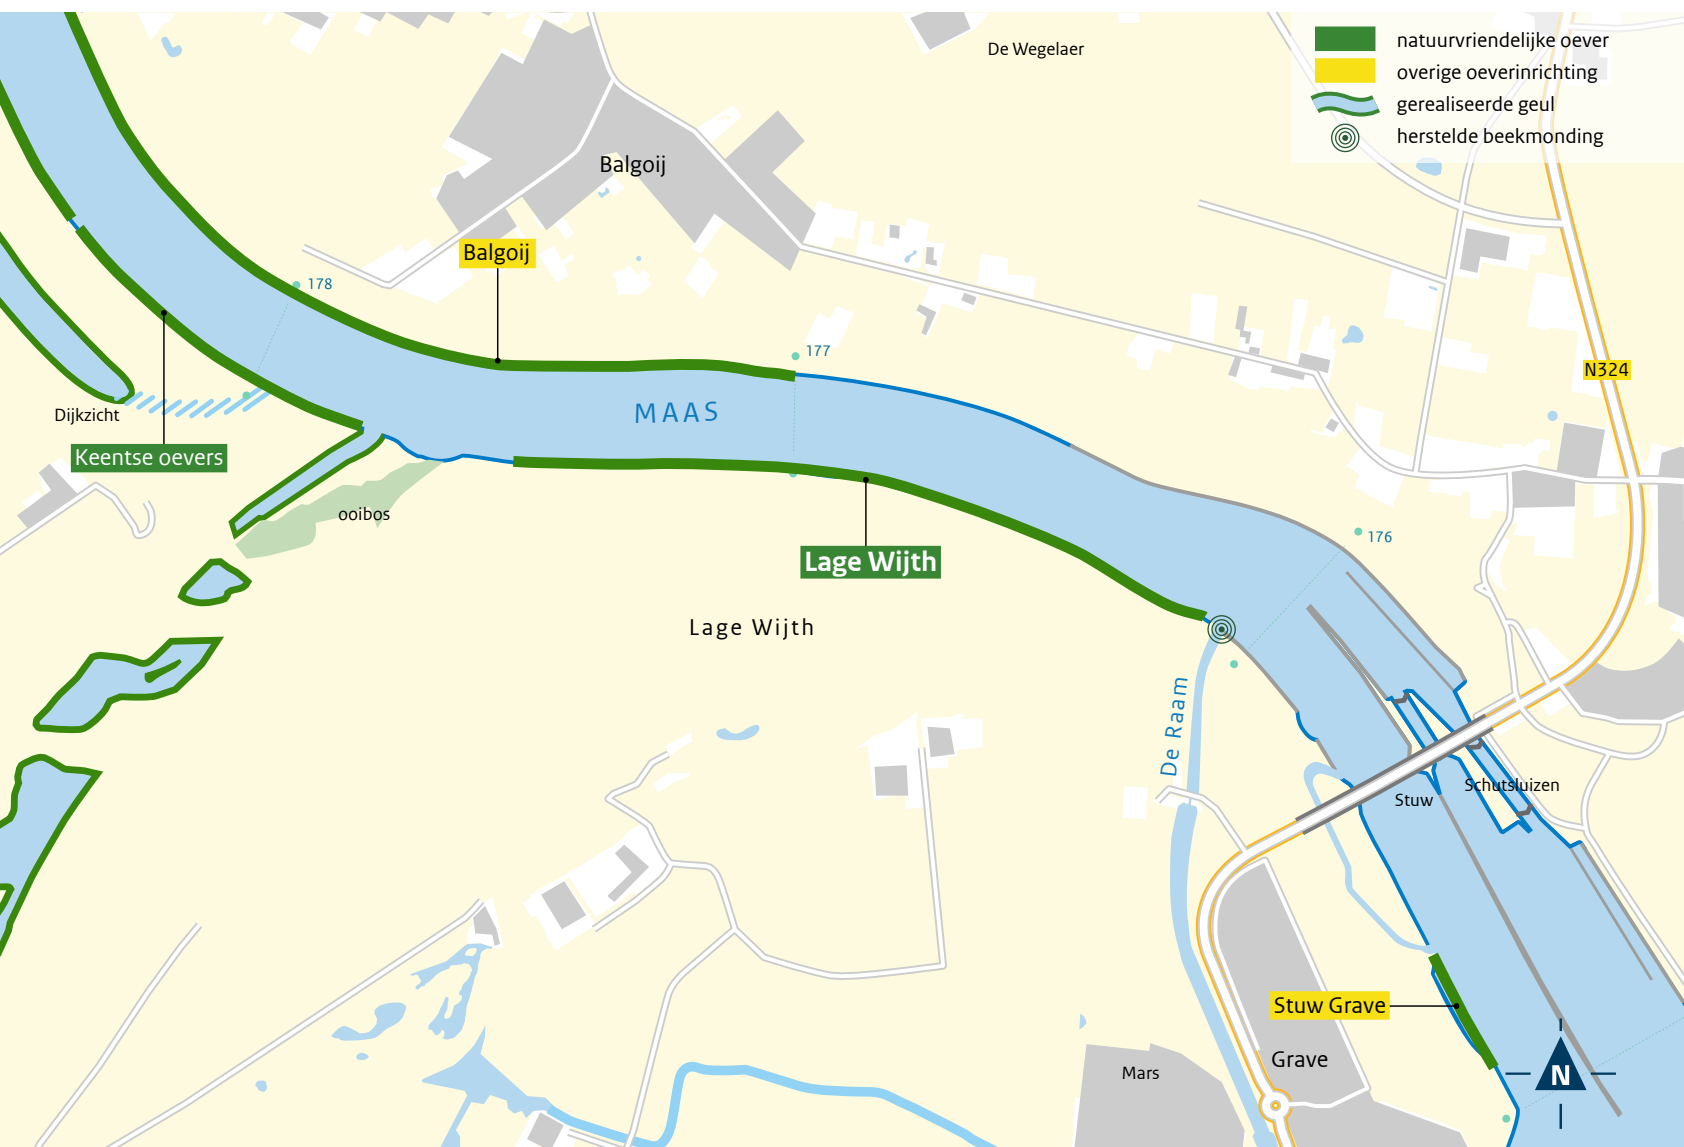 De Wegelaer
natuurvriendelijke oever
overige oeverinrichting
gerealiseerde geul
herstelde beekmonding
Balgoij
Balgoij
178
177
N324
MAAS
Dijkzicht
Keentse oevers
ooibos
176
Lage Wijth
Lage Wijth
De Raam
Schutsluizen
Stuw
Stuw Grave
Grave
Mars
N